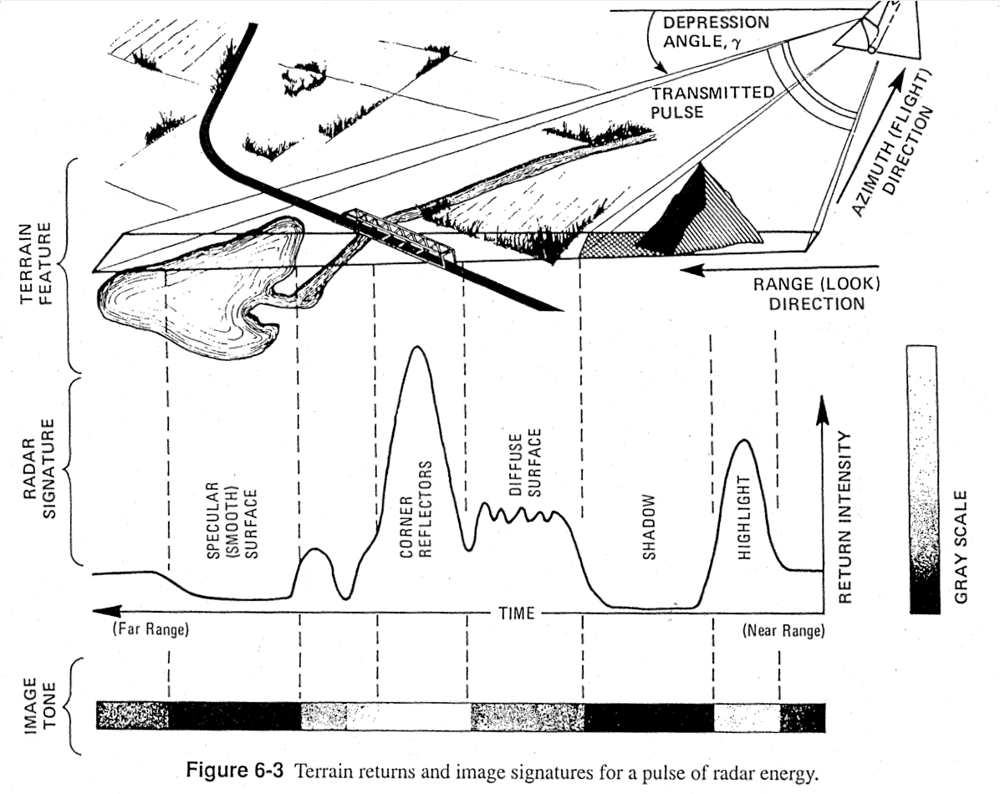 DEPRESSION
ANGLE, γ
TRANSMITTED
PULSE
AZIMUTH (FLIGHT)
DIRECTION
TERRAIN
FEATURE
RANGE (LOOK)
DIRECTION
RADAR
SIGNATURE
SPECULAR
(SMOOTH)
SURFACE
CORNER
REFLECTORS
DIFFUSE
SURFACE
SHADOW
HIGHLIGHT
RETURN INTENSITY
GRAY SCALE
TIME
(Far Range)
(Near Range)
IMAGE
TONE
Figure 6-3 Terrain returns and image signatures for a pulse of radar energy.